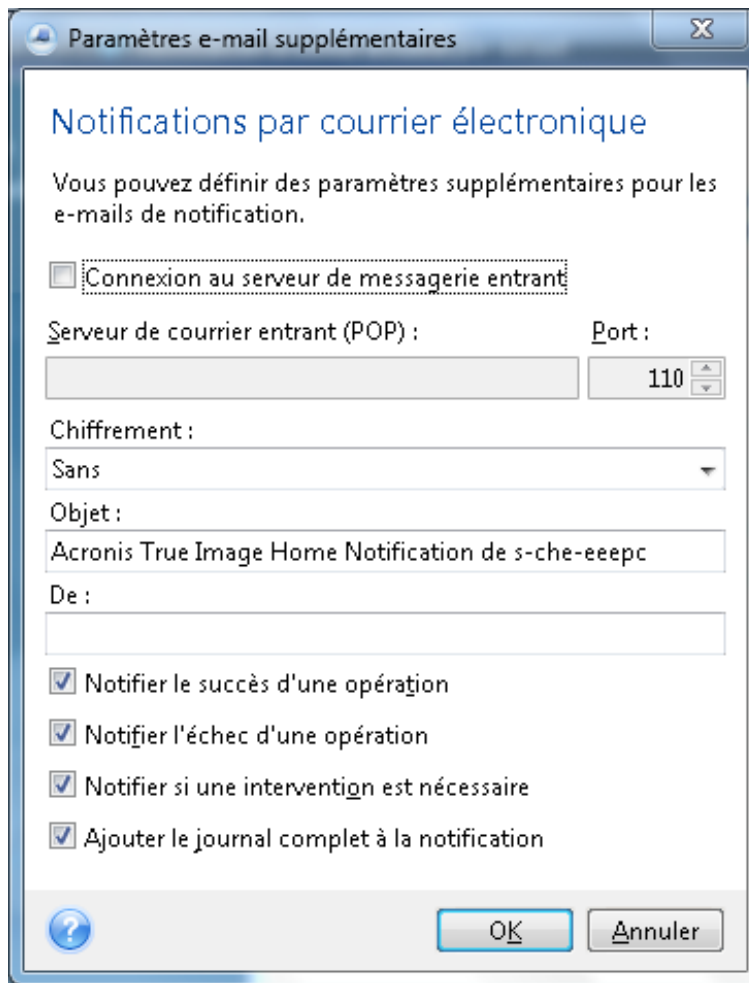 Paramètres e-mail supplémentaires
Notifications par courrier électronique
Vous pouvez définir des paramètres supplémentaires pour les
e-mails de notification.
Connexion au serveur de messagerie entrant
Serveur de courrier entrant (POP) : Port :
110
Chiffrement :
Sans
Objet :
Acronis True Image Home Notification de s-che-eeepc
De :
Notifier le succès d'une opération
Notifier l'échec d'une opération
Notifier si une intervention est nécessaire
Ajouter le journal complet à la notification
OK Annuler